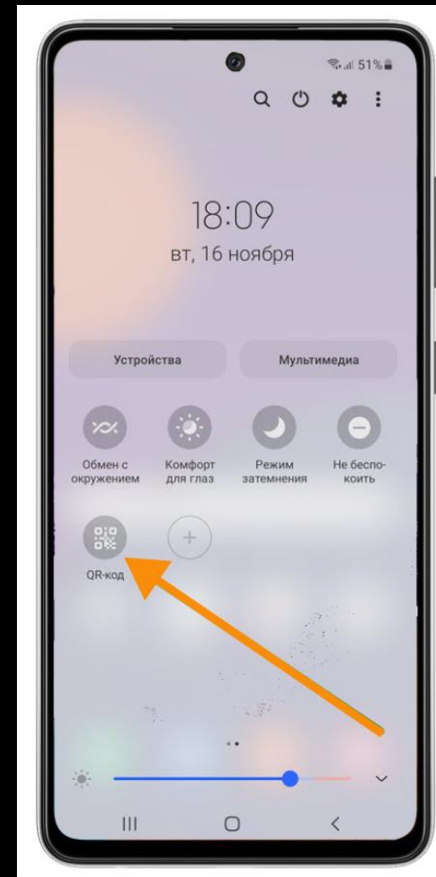 51%
18:09
вт, 16 ноября
Устройства Мультимедиа
Обмен с Комфорт Режим Не беспо-
окружением для глаз затемнения коить
QR-код